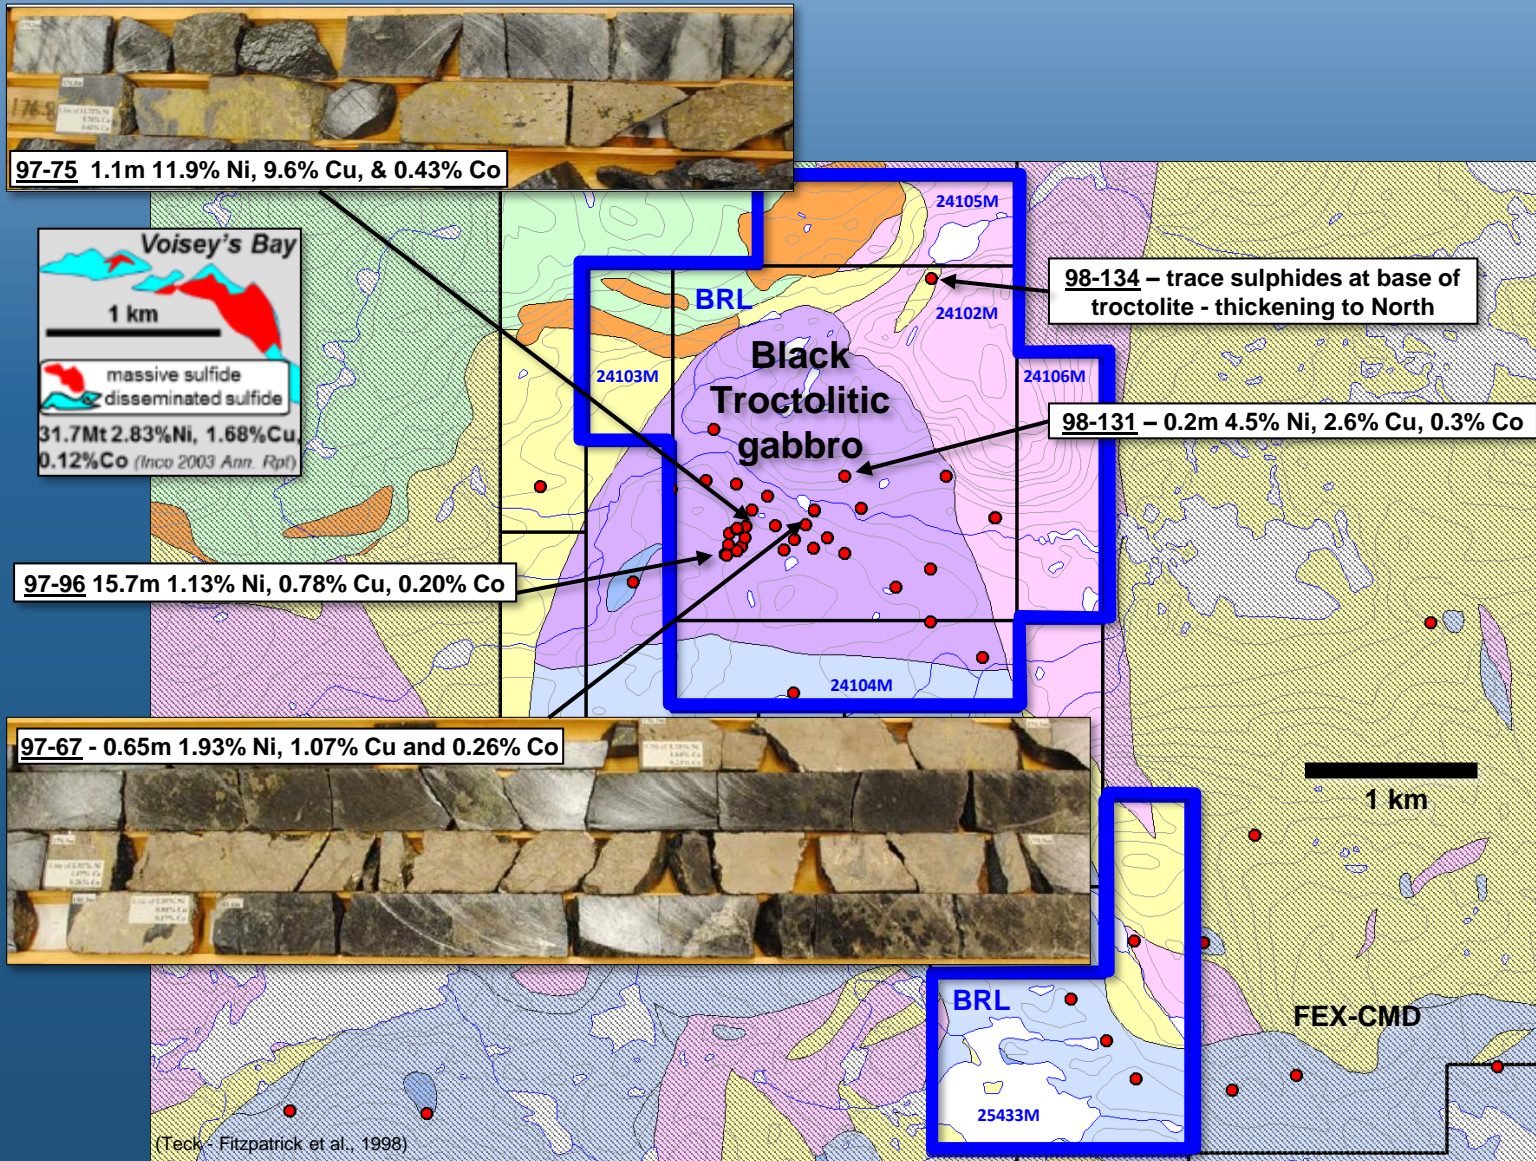 97-75 1.1m 11.9% Ni, 9.6% Cu, & 0.43% Co
176.8
Voisey's Bay
1 km
massive sulfide
disseminated sulfide
31.7Mt 2.83%Ni, 1.68%Cu,
0.12%Co (Inco 2003 Ann. Rpt)
24105M
BRL
98-134 – trace sulphides at base of
troctolite - thickening to North
24102M
Black
Troctolitic
gabbro
24103M
24106M
98-131 – 0.2m 4.5% Ni, 2.6% Cu, 0.3% Co
97-96 15.7m 1.13% Ni, 0.78% Cu, 0.20% Co
24104M
97-67 - 0.65m 1.93% Ni, 1.07% Cu and 0.26% Co
1 km
BRL
FEX-CMD
25433M
(Teck - Fitzpatrick et al., 1998)